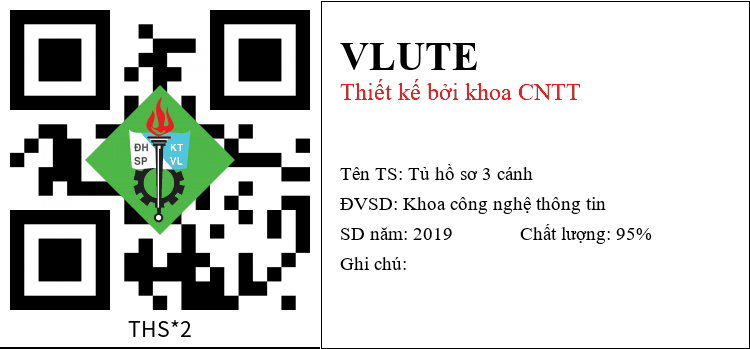 ĐH KT
SP VL
THS*2
VLUTE
Thiết kế bởi khoa CNTT
Tên TS: Tủ hồ sơ 3 cánh
ĐVSD: Khoa công nghệ thông tin
SD năm: 2019 Chất lượng: 95%
Ghi chú: